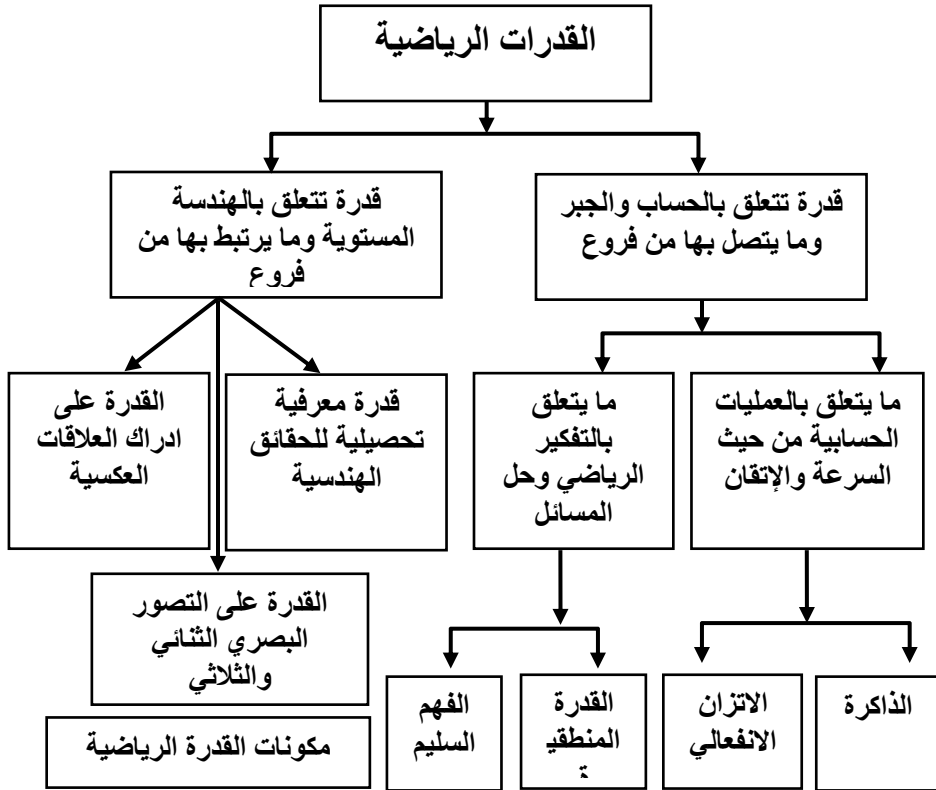 القدرات الرياضية
قدرة تتعلق بالحساب والجبر
وما يتصل بها من فروع
قدرة تتعلق بالهندسة
المستوية وما يرتبط بها من
فروع
ما يتعلق بالعمليات
الحسابية من حيث
السرعة والإتقان
ما يتعلق
بالتفكير
الرياضي وحل
المسائل
قدرة معرفية
تحصيلية للحقائق
الهندسية
القدرة على
ادراك العلاقات
العكسية
القدرة على التصور
البصري الثنائي
والثلاثي
الذاكرة
الاتزان
الانفعالي
القدرة
المنطقي
ة
الفهم
السليم
مكونات القدرة الرياضية